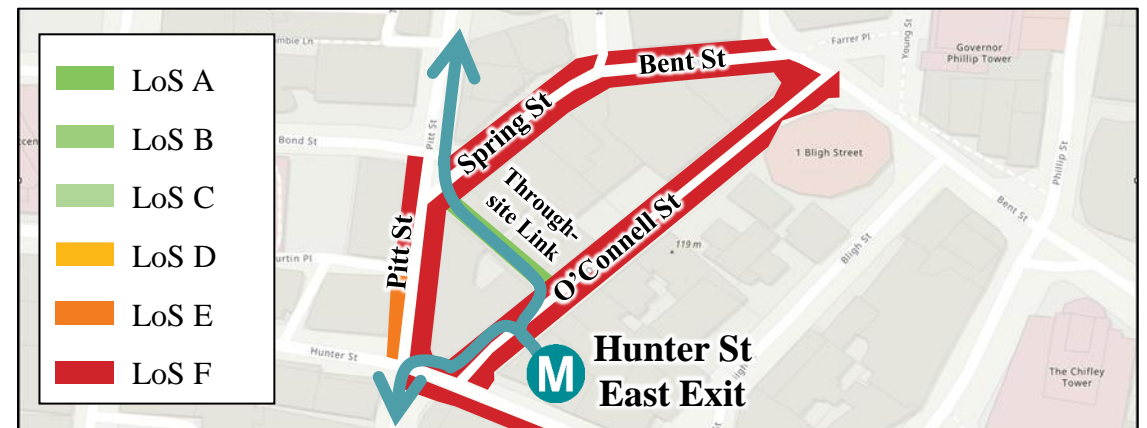 LoS A
LoS B
LoS C
LoS D
LoS E
LoS F
Pitt St
Bond St
Hunter St
Pitt St
Spring St
Bent St
Through-
site Link
O'Connell St
119 m
Farrer Pl
Young St
Governor
Phillip Tower
1 Bligh Street
Phillip St
Bent St
Bligh St
M
Hunter St
East Exit
The Chifley
Tower